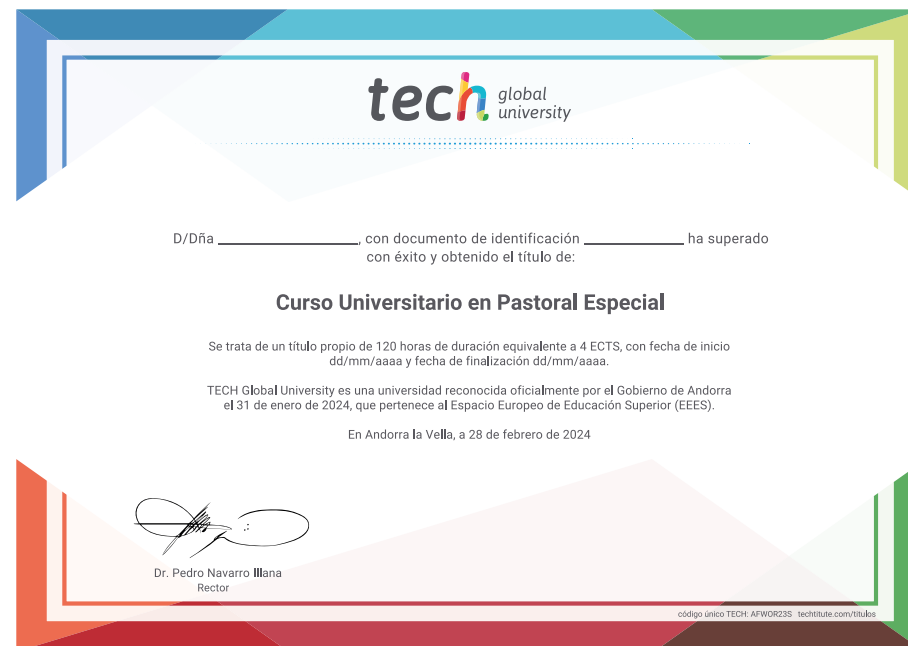 tech global university
D/Dña ____________________, con documento de identificación ______________ ha superado
con éxito y obtenido el título de:
Curso Universitario en Pastoral Especial
Se trata de un título propio de 120 horas de duración equivalente a 4 ECTS, con fecha de inicio
dd/mm/aaaa y fecha de finalización dd/mm/aaaa.
TECH Global University es una universidad reconocida oficialmente por el Gobierno de Andorra
el 31 de enero de 2024, que pertenece al Espacio Europeo de Educación Superior (EEES).
En Andorra la Vella, a 28 de febrero de 2024
Dr. Pedro Navarro Illana
Rector
código único TECH: AFWOR23S techtitute.com/titulos